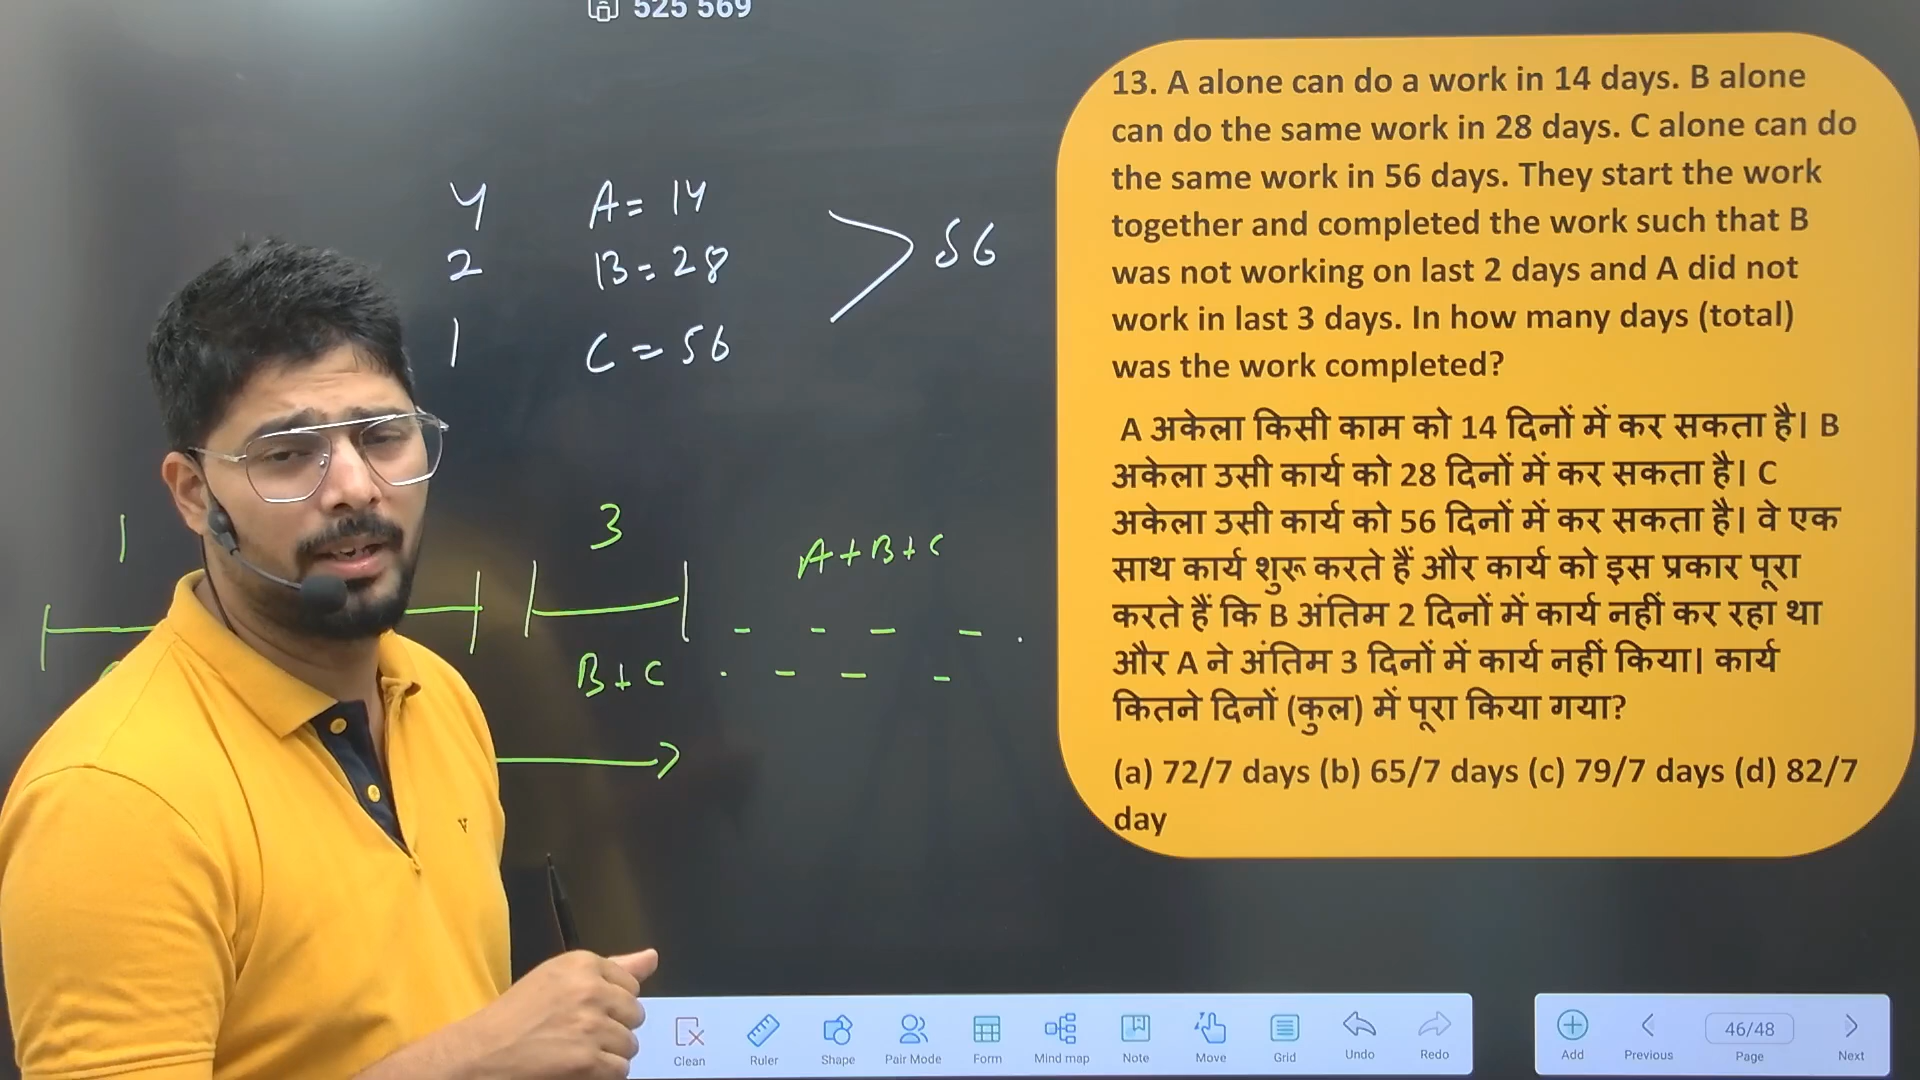 525 569
13. A alone can do a work in 14 days. B alone
can do the same work in 28 days. C alone can do
the same work in 56 days. They start the work
together and completed the work such that B
was not working on last 2 days and A did not
work in last 3 days. In how many days (total)
was the work completed?
A अकेला किसी काम को 14 दिनों में कर सकता है। B
अकेला उसी कार्य को 28 दिनों में कर सकता है। C
अकेला उसी कार्य को 56 दिनों में कर सकता है। वे एक
साथ कार्य शुरू करते हैं और कार्य को इस प्रकार पूरा
करते हैं कि B अंतिम 2 दिनों में कार्य नहीं कर रहा था
और A ने अंतिम 3 दिनों में कार्य नहीं किया। कार्य
कितने दिनों (कुल) में पूरा किया गया?
(a) 72/7 days (b) 65/7 days (c) 79/7 days (d) 82/7
day
4 A = 14
2 B = 28 56
1 C = 56
1 3 A+B+C
B+C
Clean Ruler Shape Pair Mode Form Mind map Note Move Grid Undo Redo
Add Previous 46/48 Page Next
V